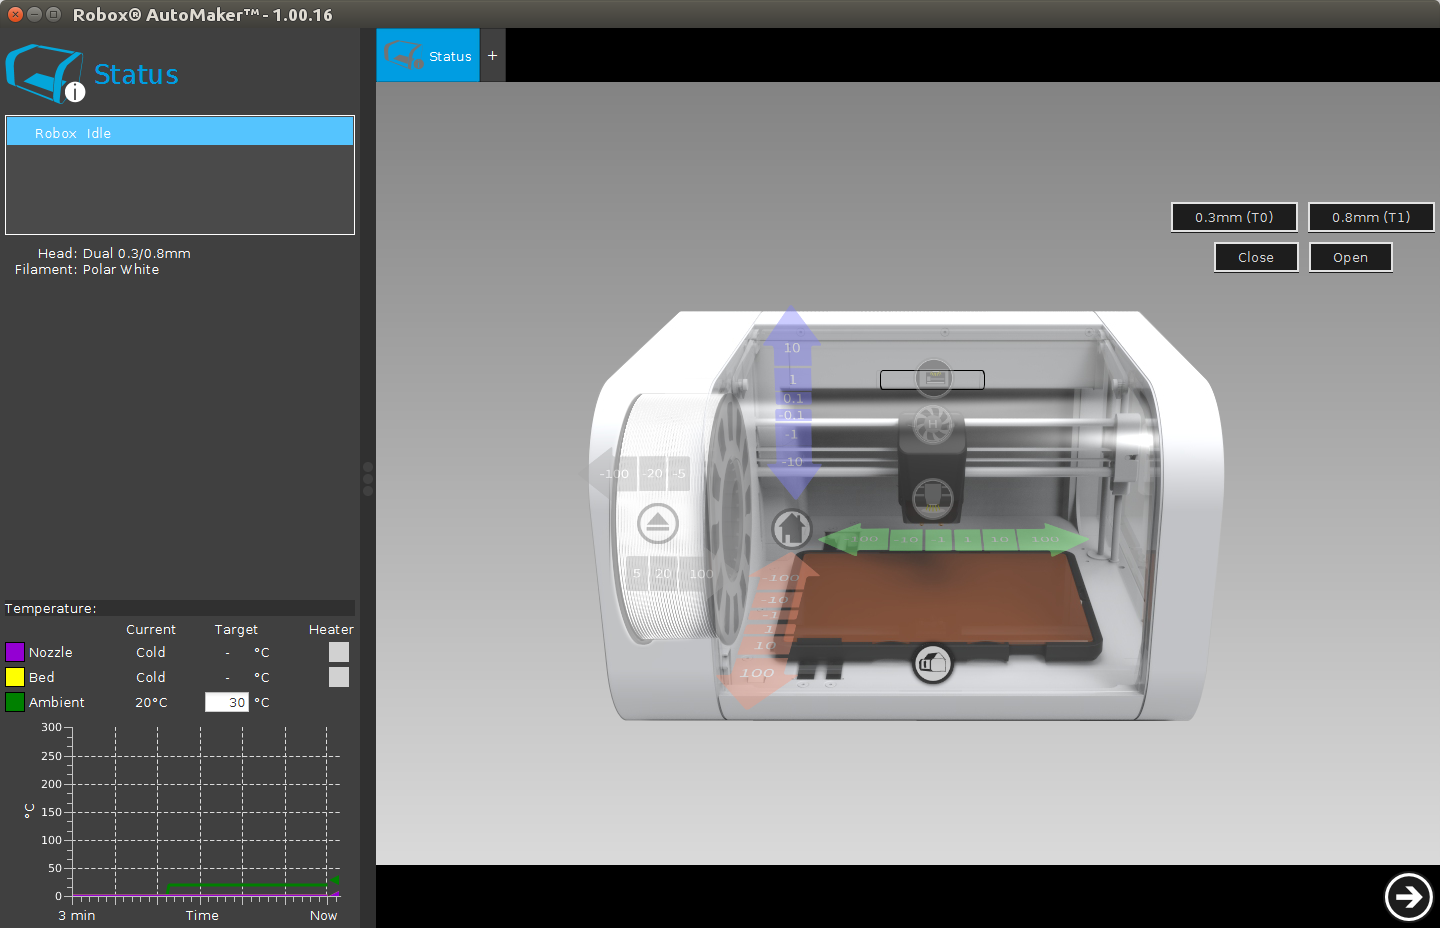 Robox® AutoMaker™ - 1.00.16
Status
Robox Idle
Head: Dual 0.3/0.8mm
Filament: Polar White
Temperature:
Current Target Heater
Nozzle Cold - °C
Bed Cold - °C
Ambient 20°C 30 °C
300
250
200
150
100
50
0
°C
3 min Time Now
Status +
0.3mm (T0) 0.8mm (T1)
Close Open
10
1
0.1
-0.1
-1
-10
H
-100 -20 -5
5 20 100
-100 -10 -1 1 10 100
-100
-10
-1
1
10
100